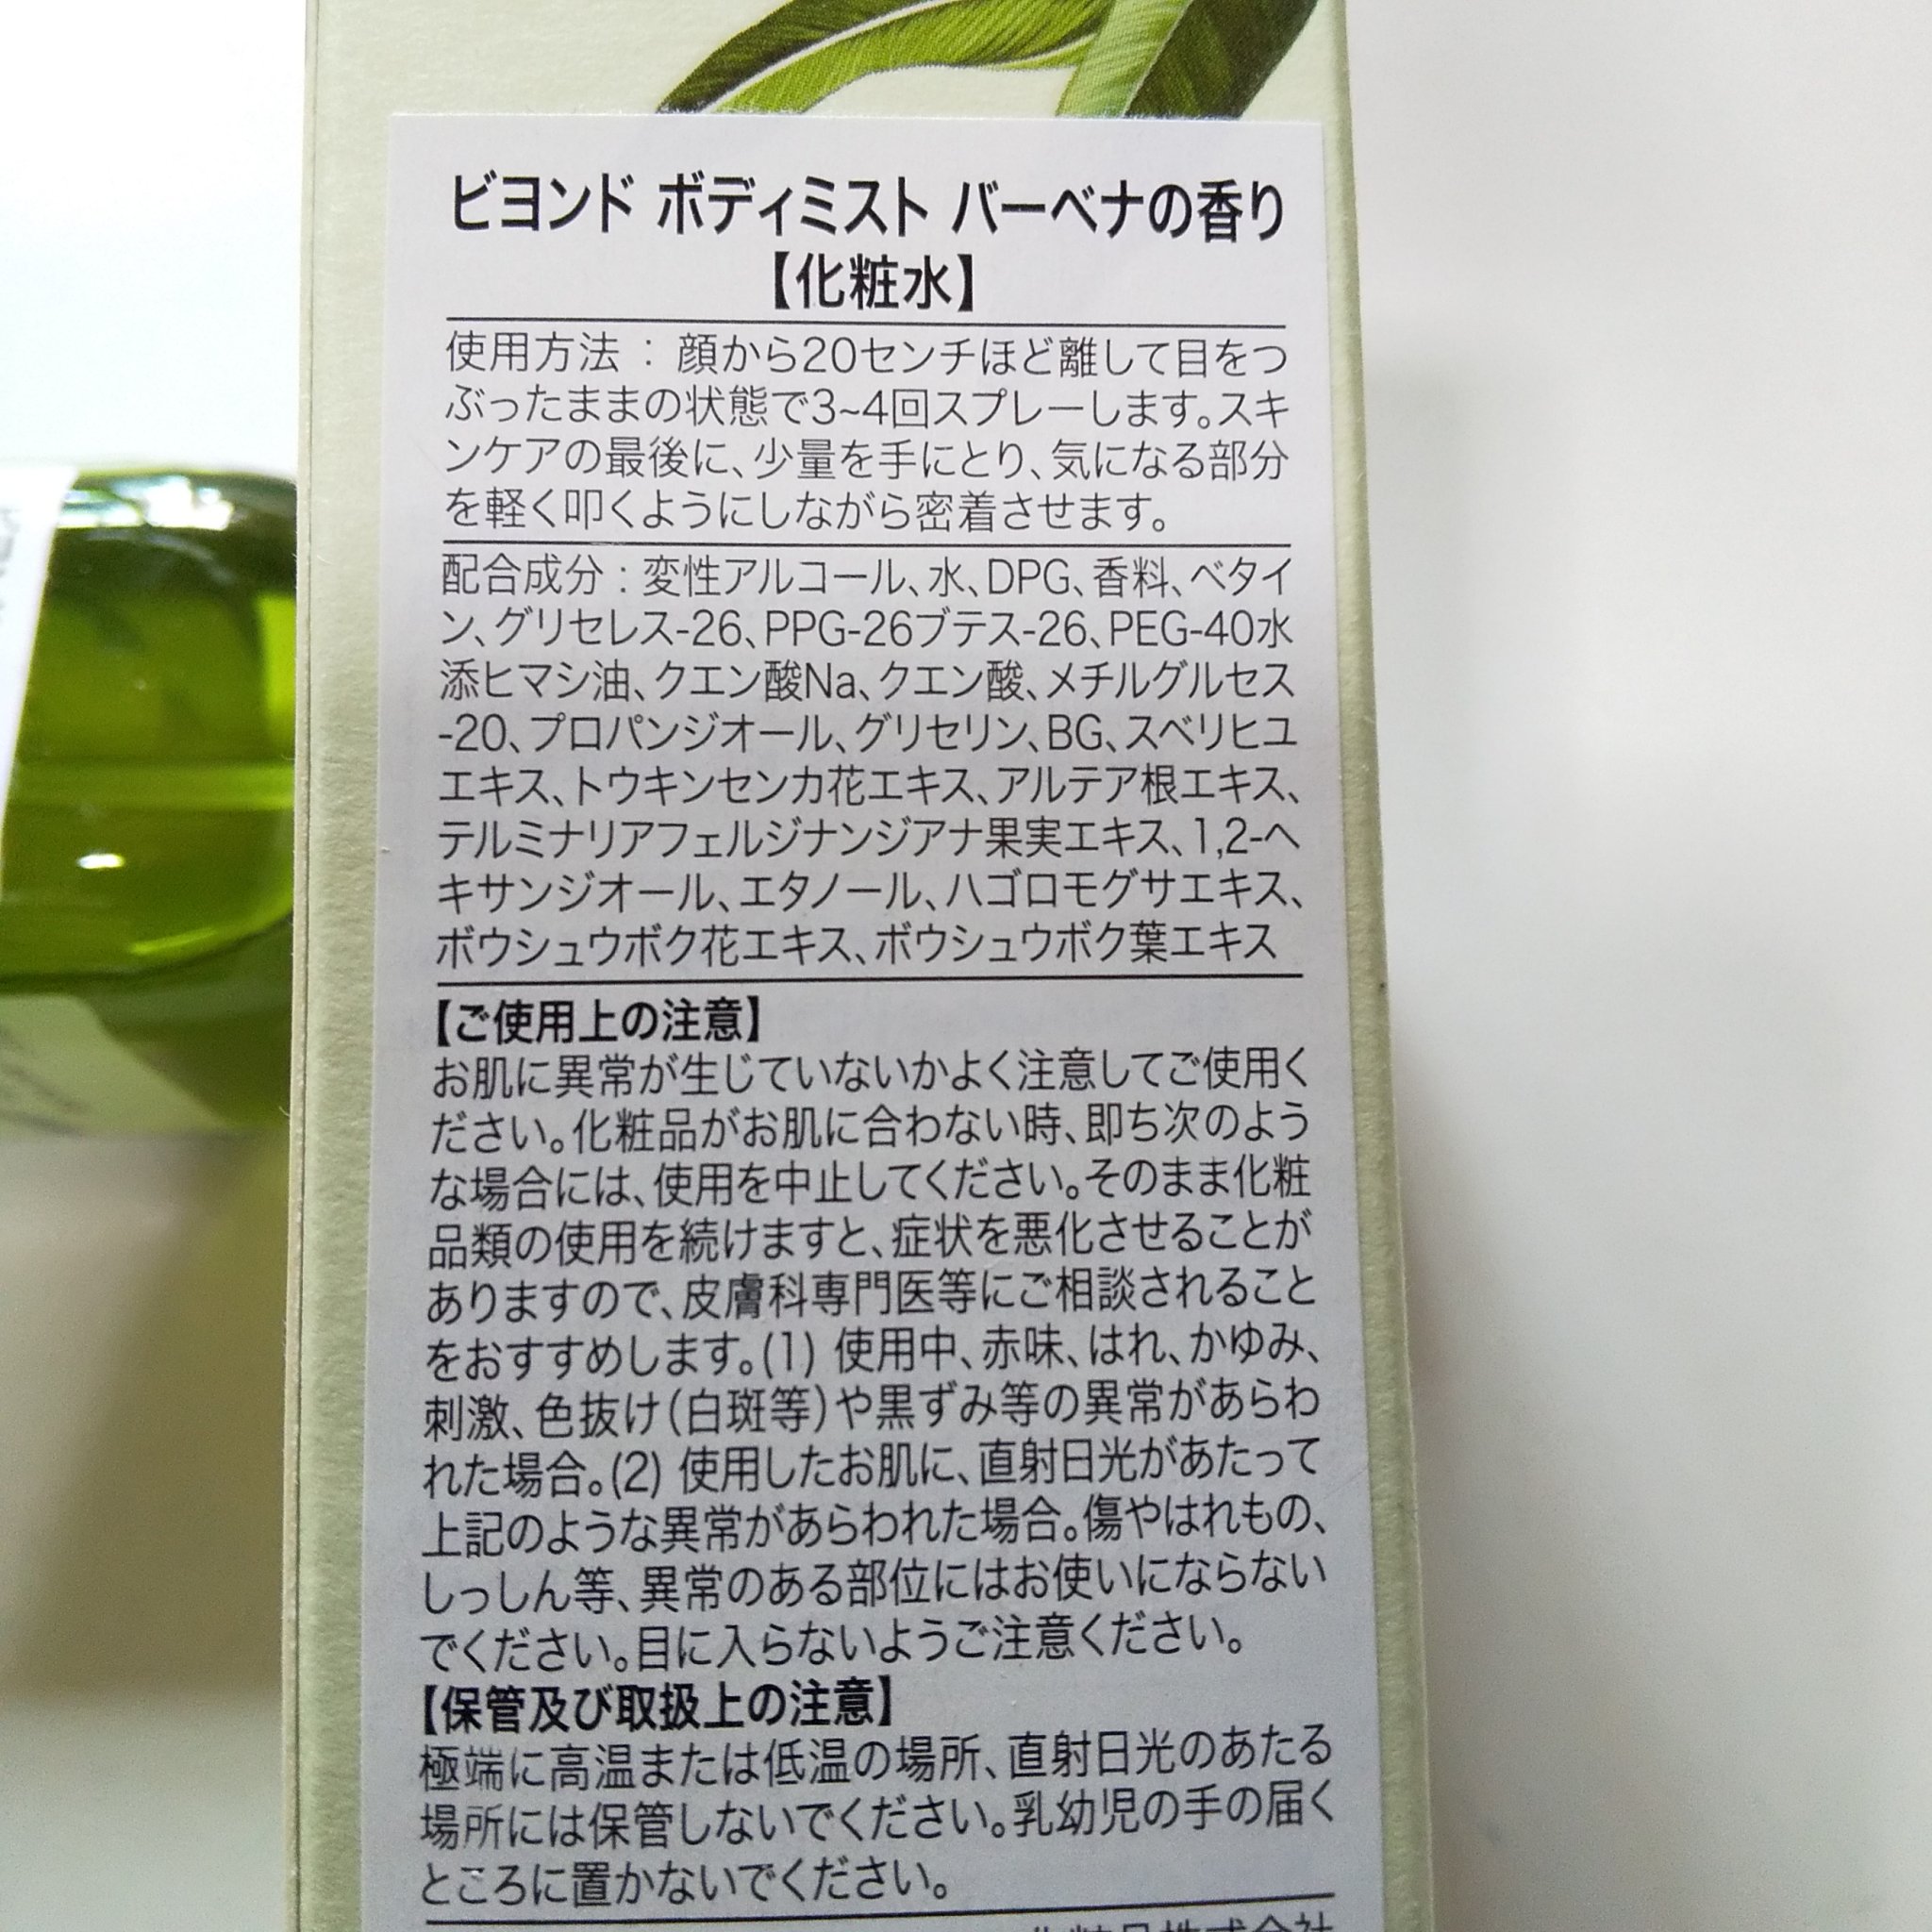 ビヨンド ボディミスト バーベナの香り
【化粧水】
使用方法 : 顔から20センチほど離して目をつ
ぶったままの状態で3~4回スプレーします。スキ
ンケアの最後に、少量を手にとり、気になる部分
を軽く叩くようにしながら密着させます。
配合成分 : 変性アルコール、水、DPG、香料、ベタイ
ン、グリセレス-26、PPG-26ブテス-26、PEG-40水
添ヒマシ油、クエン酸Na、クエン酸、メチルグルセス
-20、プロパンジオール、グリセリン、BG、スベリヒユ
エキス、トウキンセンカ花エキス、アルテア根エキス、
テルミナリアフェルジナンジアナ果実エキス、1,2-ヘ
キサンジオール、エタノール、ハゴロモグサエキス、
ボウシュウボク花エキス、ボウシュウボク葉エキス
【ご使用上の注意】
お肌に異常が生じていないかよく注意してご使用く
ださい。化粧品がお肌に合わない時、即ち次のよう
な場合には、使用を中止してください。そのまま化粧
品類の使用を続けますと、症状を悪化させることが
ありますので、皮膚科専門医等にご相談されること
をおすすめします。(1) 使用中、赤味、はれ、かゆみ、
刺激、色抜け(白斑等)や黒ずみ等の異常があらわ
れた場合。(2) 使用したお肌に、直射日光があたって
上記のような異常があらわれた場合。傷やはれもの、
しっしん等、異常のある部位にはお使いにならない
でください。目に入らないようご注意ください。
【保管及び取扱上の注意】
極端に高温または低温の場所、直射日光のあたる
場所には保管しないでください。乳幼児の手の届く
ところに置かないでください。